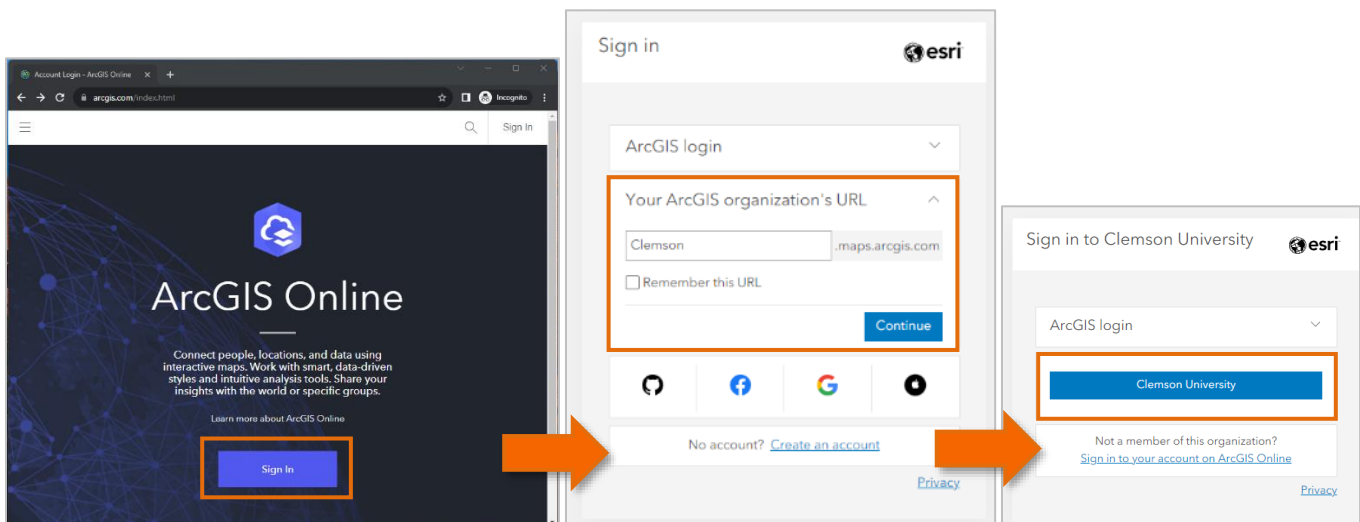 Account Login - ArcGIS Online
arcgis.com/index.html
Incognito
Sign In
ArcGIS Online
Connect people, locations, and data using
interactive maps. Work with smart, data-driven
styles and intuitive analysis tools. Share your
insights with the world or specific groups.
Learn more about ArcGIS Online
Sign In
Sign in
esri
ArcGIS login
Your ArcGIS organization's URL
Clemson .maps.arcgis.com
Remember this URL
Continue
No account? Create an account
Privacy
Sign in to Clemson University
esri
ArcGIS login
Clemson University
Not a member of this organization?
Sign in to your account on ArcGIS Online
Privacy